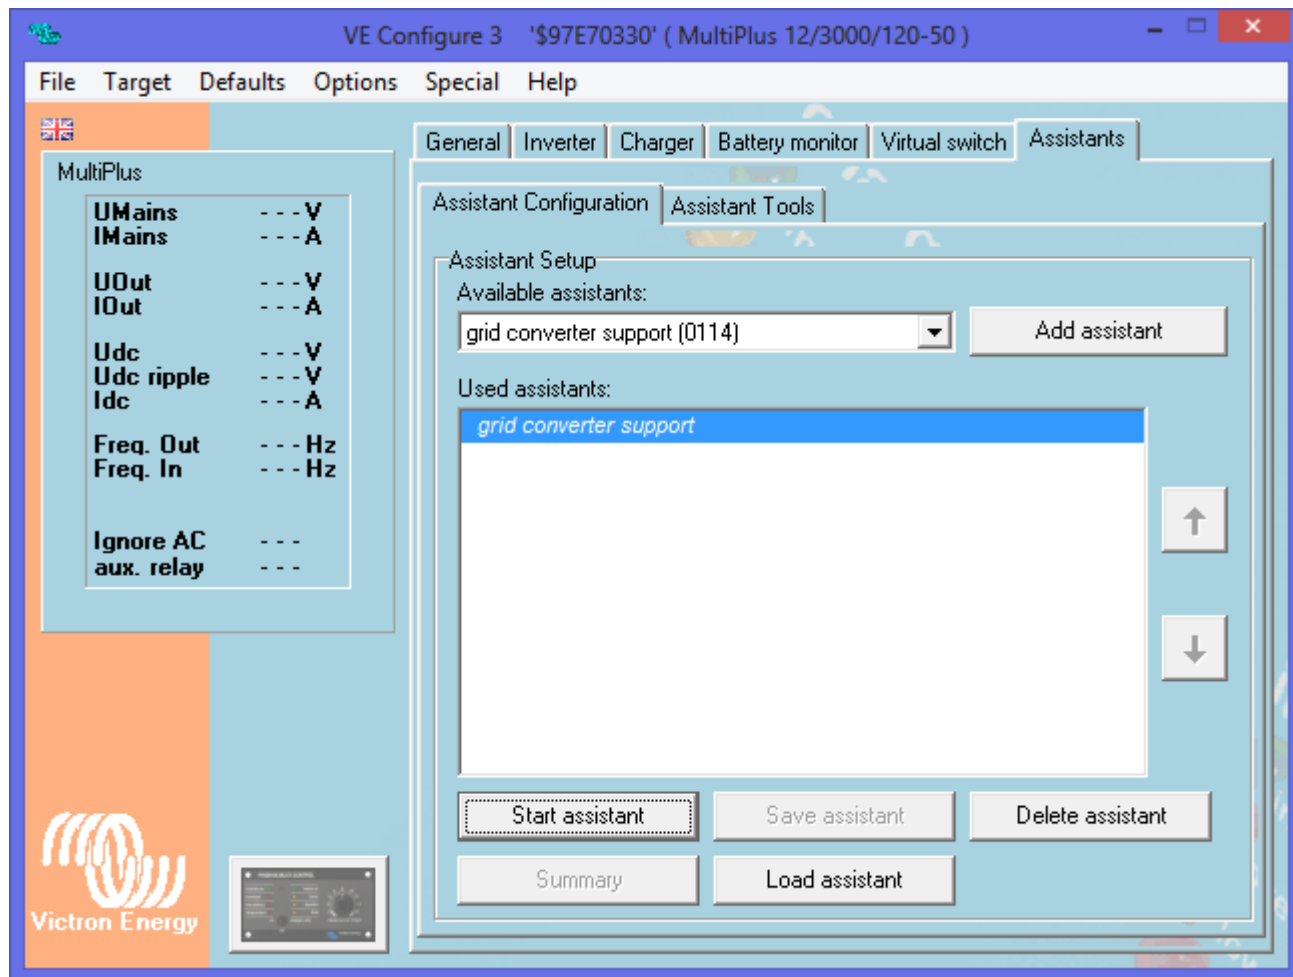 VE Configure 3 '$97E70330' ( MultiPlus 12/3000/120-50 )
File Target Defaults Options Special Help
General Inverter Charger Battery monitor Virtual switch Assistants
MultiPlus
UMains - - - V
IMains - - - A
UOut - - - V
IOut - - - A
Udc - - - V
Udc ripple - - - V
Idc - - - A
Freq. Out - - - Hz
Freq. In - - - Hz
Ignore AC - - -
aux. relay - - -
Assistant Configuration Assistant Tools
Assistant Setup
Available assistants:
grid converter support (0114) Add assistant
Used assistants:
grid converter support
Start assistant Save assistant Delete assistant
Summary Load assistant
Victron Energy